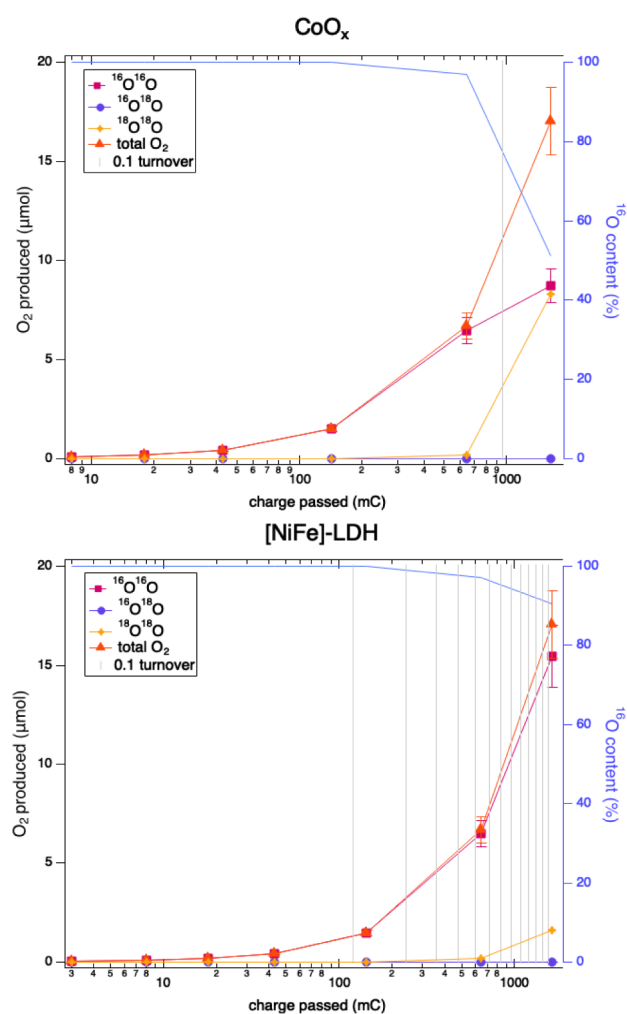 CoOₓ
20
15
10
5
0
O₂ produced (µmol)
¹⁶O¹⁶O
¹⁶O¹⁸O
¹⁸O¹⁸O
total O₂
0.1 turnover
100
80
60
40
20
0
¹⁶O content (%)
8 9 10 2 3 4 5 6 7 8 9 100 2 3 4 5 6 7 8 9 1000
charge passed (mC)
[NiFe]-LDH
20
15
10
5
0
O₂ produced (µmol)
¹⁶O¹⁶O
¹⁶O¹⁸O
¹⁸O¹⁸O
total O₂
0.1 turnover
100
80
60
40
20
0
¹⁶O content (%)
3 4 5 6 7 8 10 2 3 4 5 6 7 8 100 2 3 4 5 6 7 8 1000
charge passed (mC)